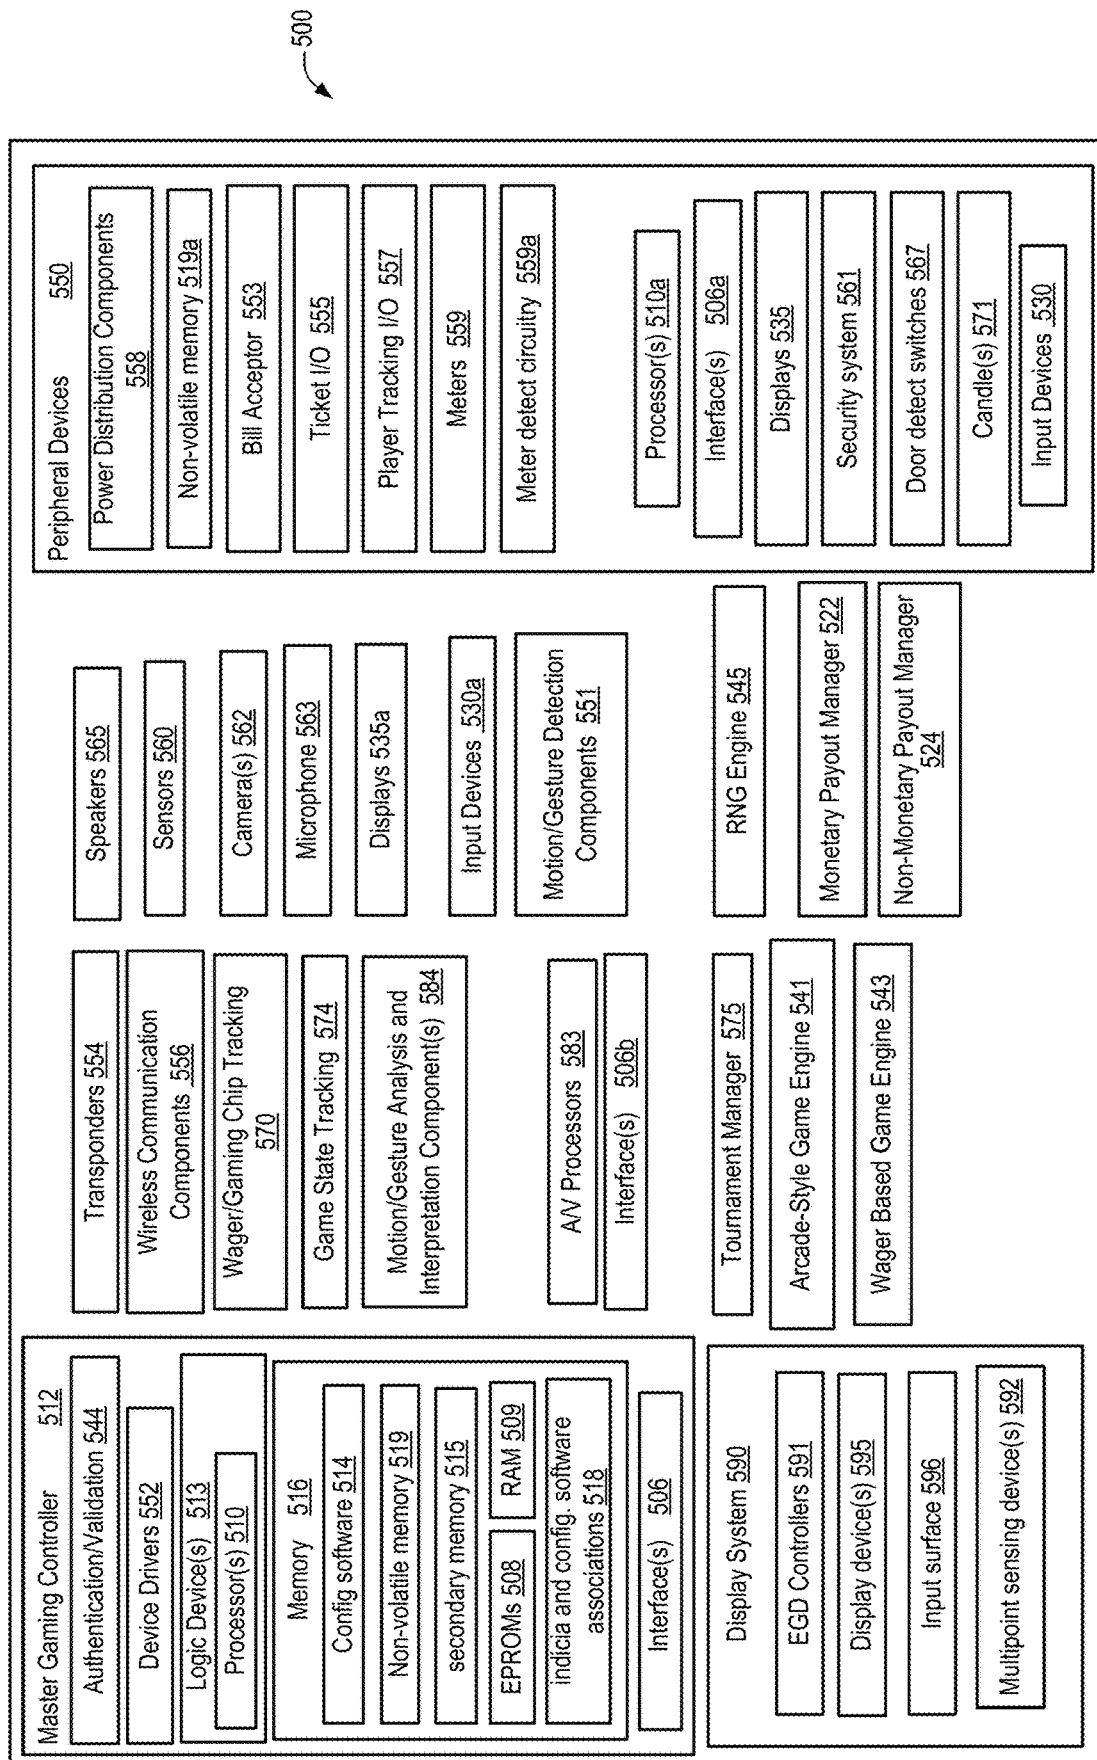 500
Master Gaming Controller 512
Authentication/Validation 544
Device Drivers 552
Logic Device(s) 513
Processor(s) 510
Memory 516
Config software 514
Non-volatile memory 519
secondary memory 515
EPROMs 508
RAM 509
indicia and config. software
associations 518
Interface(s) 506
Display System 590
EGD Controllers 591
Display device(s) 595
Input surface 596
Multipoint sensing device(s) 592
Transponders 554
Wireless Communication
Components 556
Wager/Gaming Chip Tracking
570
Game State Tracking 574
Motion/Gesture Analysis and
Interpretation Component(s) 584
A/V Processors 583
Interface(s) 506b
Tournament Manager 575
Arcade-Style Game Engine 541
Wager Based Game Engine 543
Speakers 565
Sensors 560
Camera(s) 562
Microphone 563
Displays 535a
Input Devices 530a
Motion/Gesture Detection
Components 551
RNG Engine 545
Monetary Payout Manager 522
Non-Monetary Payout Manager
524
Peripheral Devices 550
Power Distribution Components
558
Non-volatile memory 519a
Bill Acceptor 553
Ticket I/O 555
Player Tracking I/O 557
Meters 559
Meter detect circuitry 559a
Processor(s) 510a
Interface(s) 506a
Displays 535
Security system 561
Door detect switches 567
Candle(s) 571
Input Devices 530